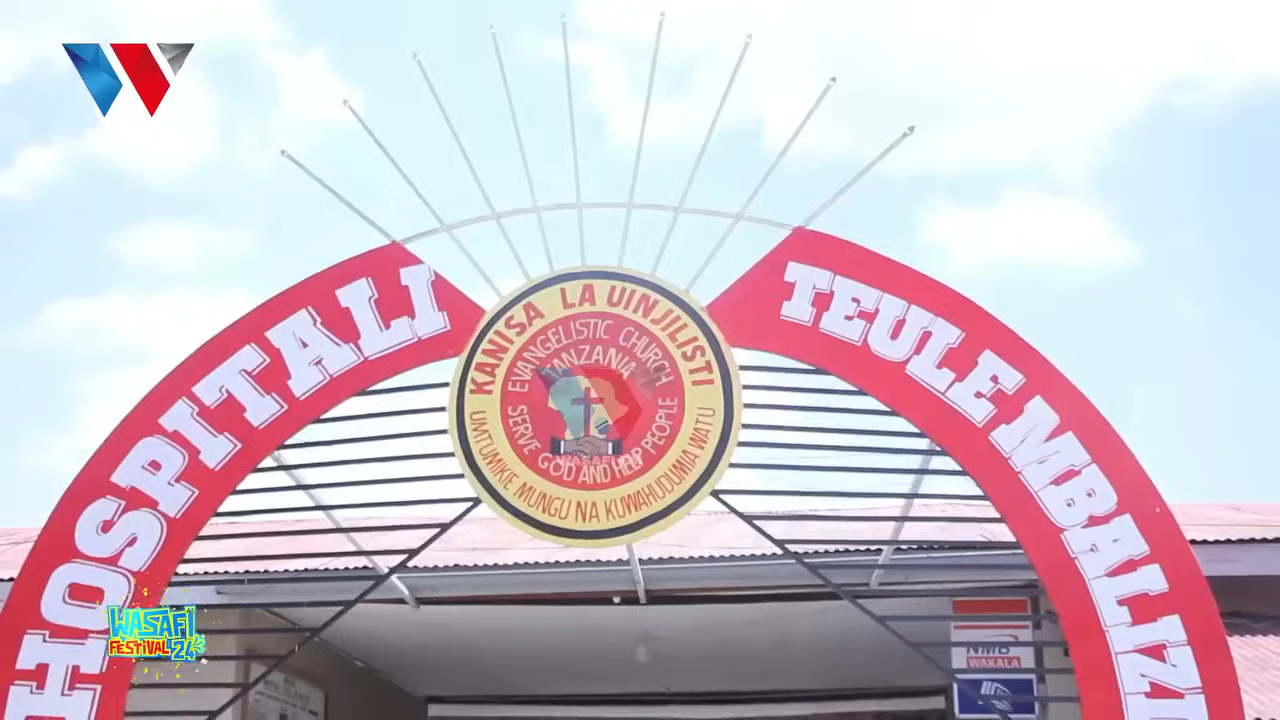 HOSPITALI TEULE MBALIZI
KANISA LA UINJILISTI
EVANGELISTIC CHURCH
TANZANIA
SERVE GOD AND HELP PEOPLE
UMTUMIKIE MUNGU NA KUWAHUDUMIA WATU
WASAFI
WASAFI
FESTIVAL 24
NMB
WAKALA